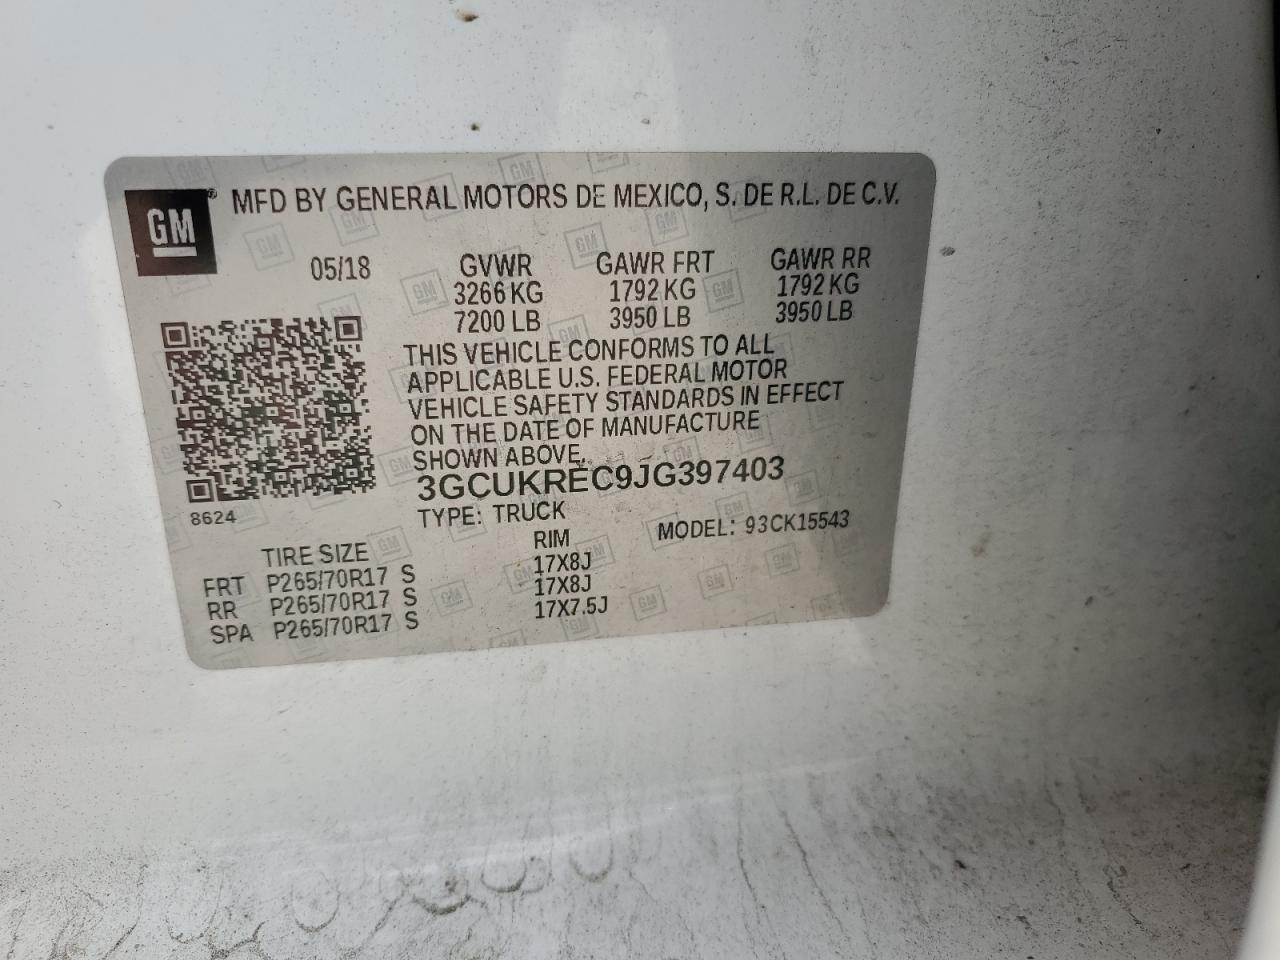 GM® MFD BY GENERAL MOTORS DE MEXICO, S. DE R.L. DE C.V.
05/18 GVWR GAWR FRT GAWR RR
3266 KG 1792 KG 1792 KG
7200 LB 3950 LB 3950 LB
THIS VEHICLE CONFORMS TO ALL
APPLICABLE U.S. FEDERAL MOTOR
VEHICLE SAFETY STANDARDS IN EFFECT
ON THE DATE OF MANUFACTURE
SHOWN ABOVE.
3GCUKREC9JG397403
8624 TYPE: TRUCK MODEL: 93CK15543
TIRE SIZE RIM
FRT P265/70R17 S 17X8J
RR P265/70R17 S 17X8J
SPA P265/70R17 S 17X7.5J